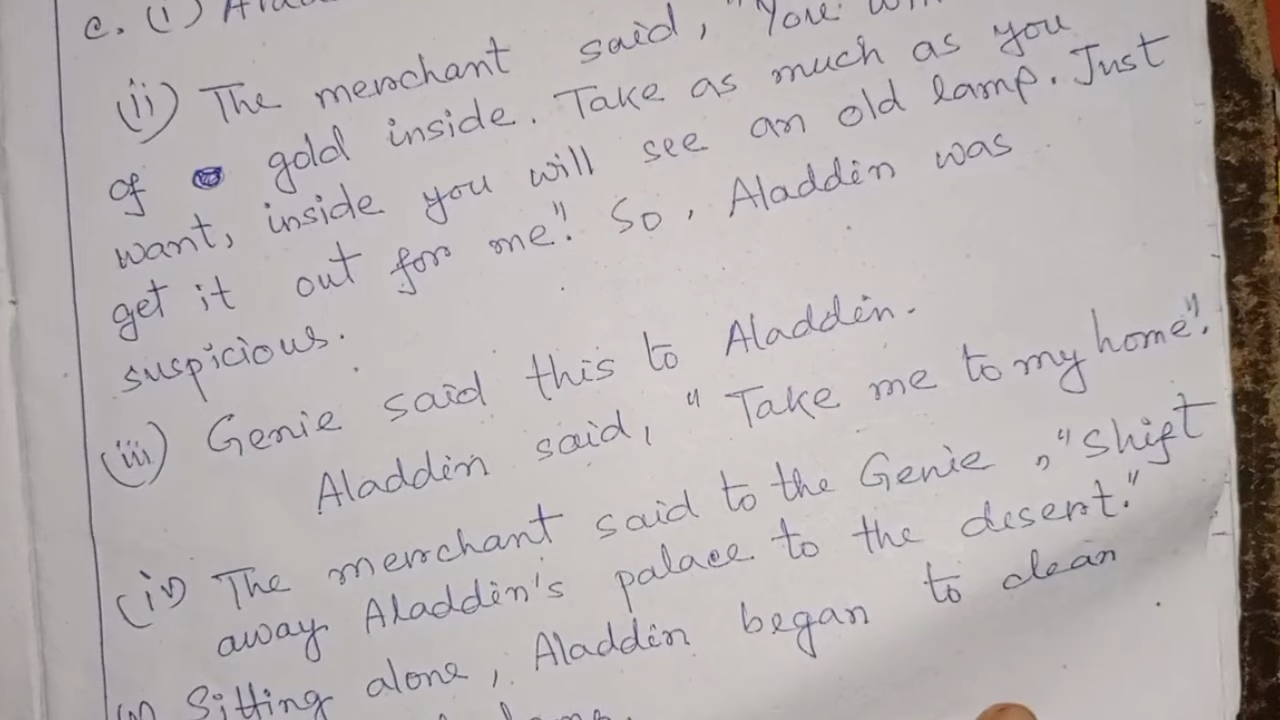 c. (i)
(ii) The merchant said, "You
of gold inside. Take as much as you
want, inside you will see an old lamp. Just
get it out for me". So, Aladdin was
suspicious.
(iii) Genie said this to Aladdin.
Aladdin said, "Take me to my home".
(iv) The merchant said to the Genie, "Shift
away Aladdin's palace to the desert."
Sitting alone, Aladdin began to clean